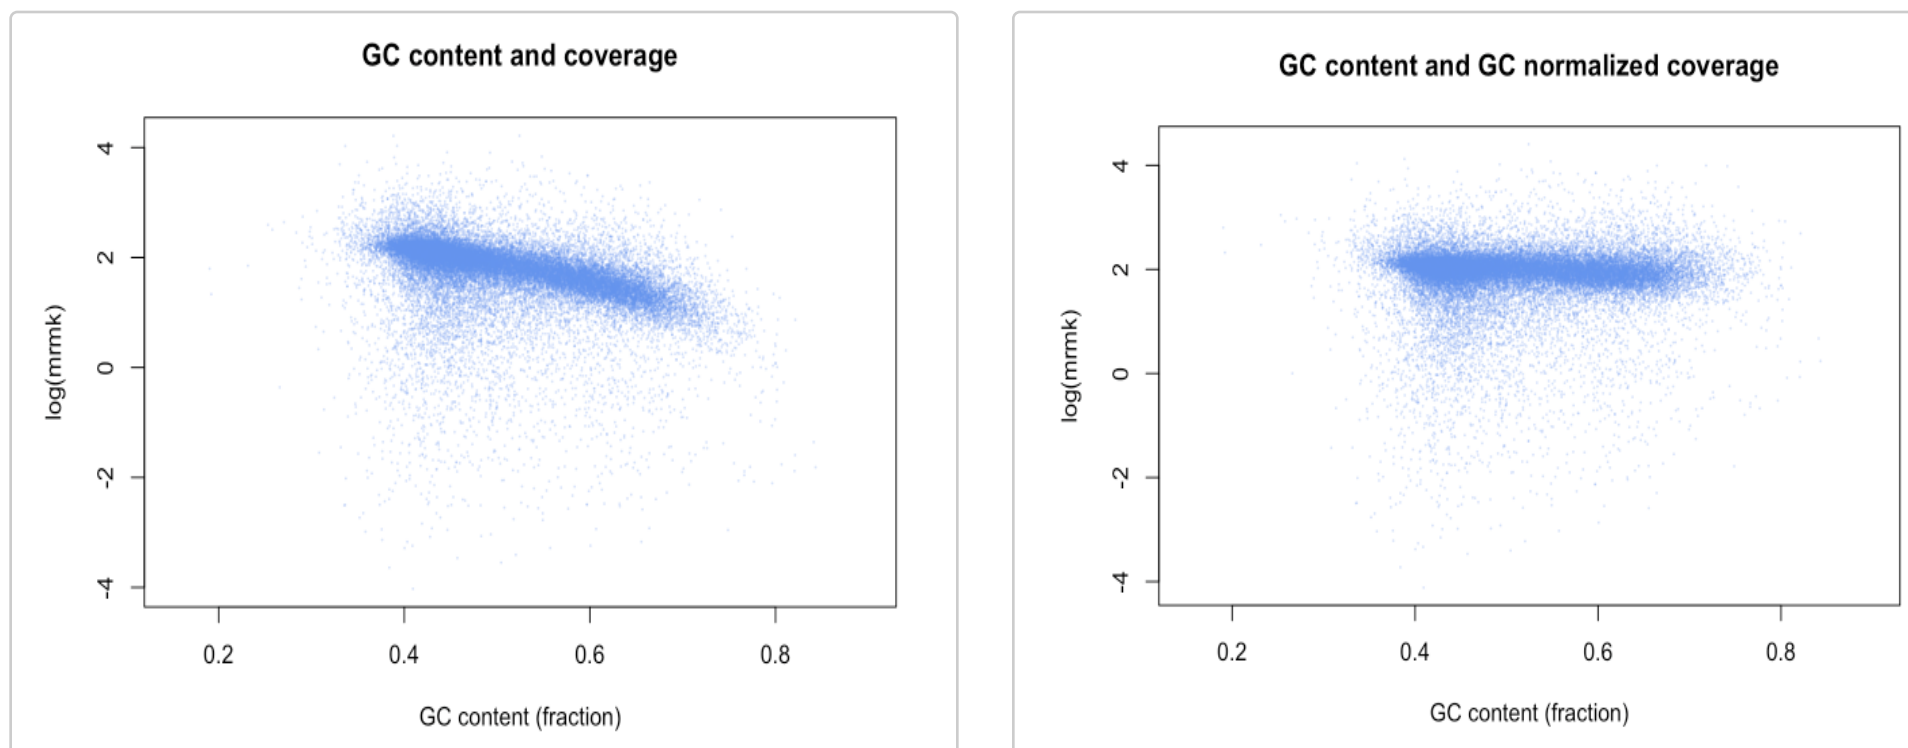 GC content and coverage
4
2
0
-2
-4
log(mrmk)
0.2 0.4 0.6 0.8
GC content (fraction)
GC content and GC normalized coverage
4
2
0
-2
-4
log(mrmk)
0.2 0.4 0.6 0.8
GC content (fraction)